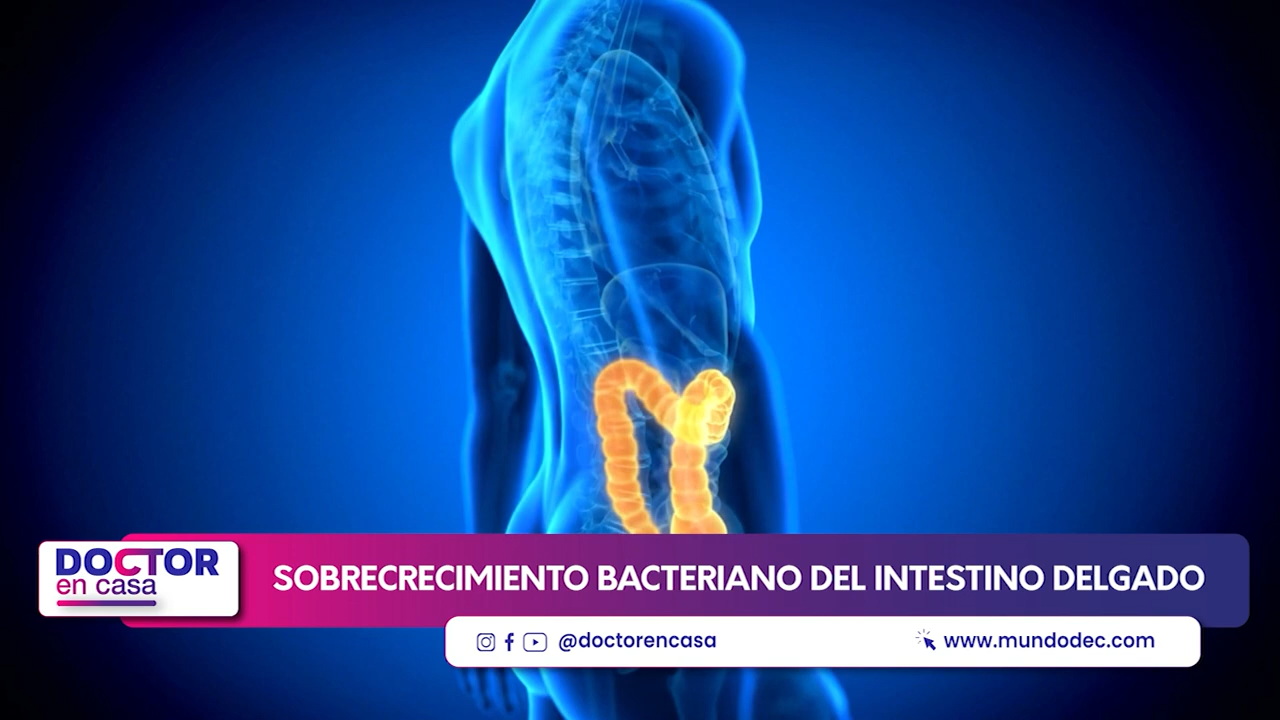 DOCTOR
en casa
SOBRECRECIMIENTO BACTERIANO DEL INTESTINO DELGADO
@doctorencasa
www.mundodec.com